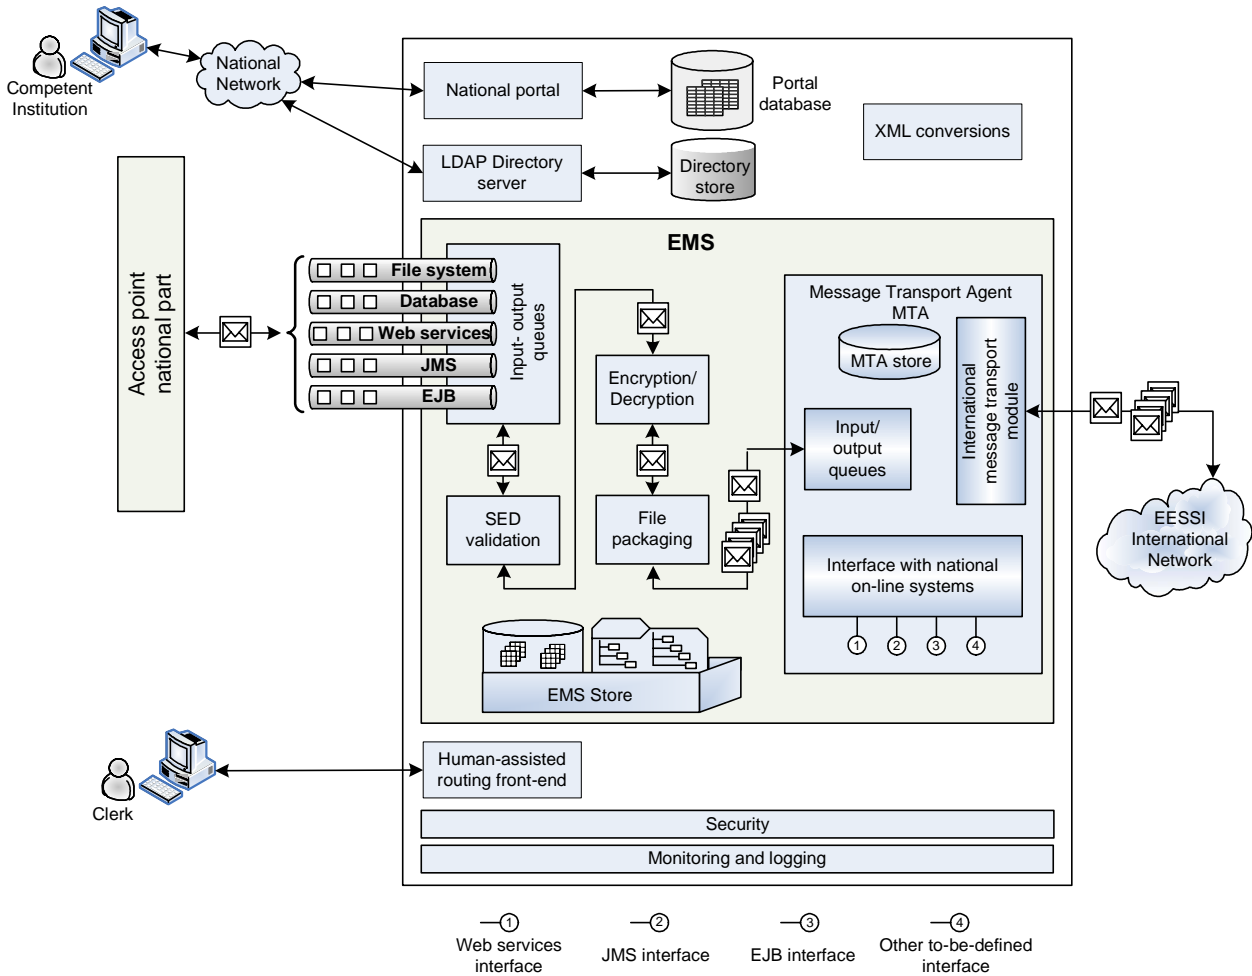 Competent
Institution
National
Network
National portal
Portal
database
XML conversions
LDAP Directory
server
Directory
store
Access point
national part
EMS
File system
Database
Web services
JMS
EJB
Input- output
queues
Encryption/
Decryption
SED
validation
File
packaging
Message Transport Agent
MTA
MTA store
Input/
output
queues
International
message transport
module
Interface with national
on-line systems
1
2
3
4
EESSI
International
Network
EMS Store
Clerk
Human-assisted
routing front-end
Security
Monitoring and logging
1
Web services
interface
2
JMS interface
3
EJB interface
4
Other to-be-defined
interface